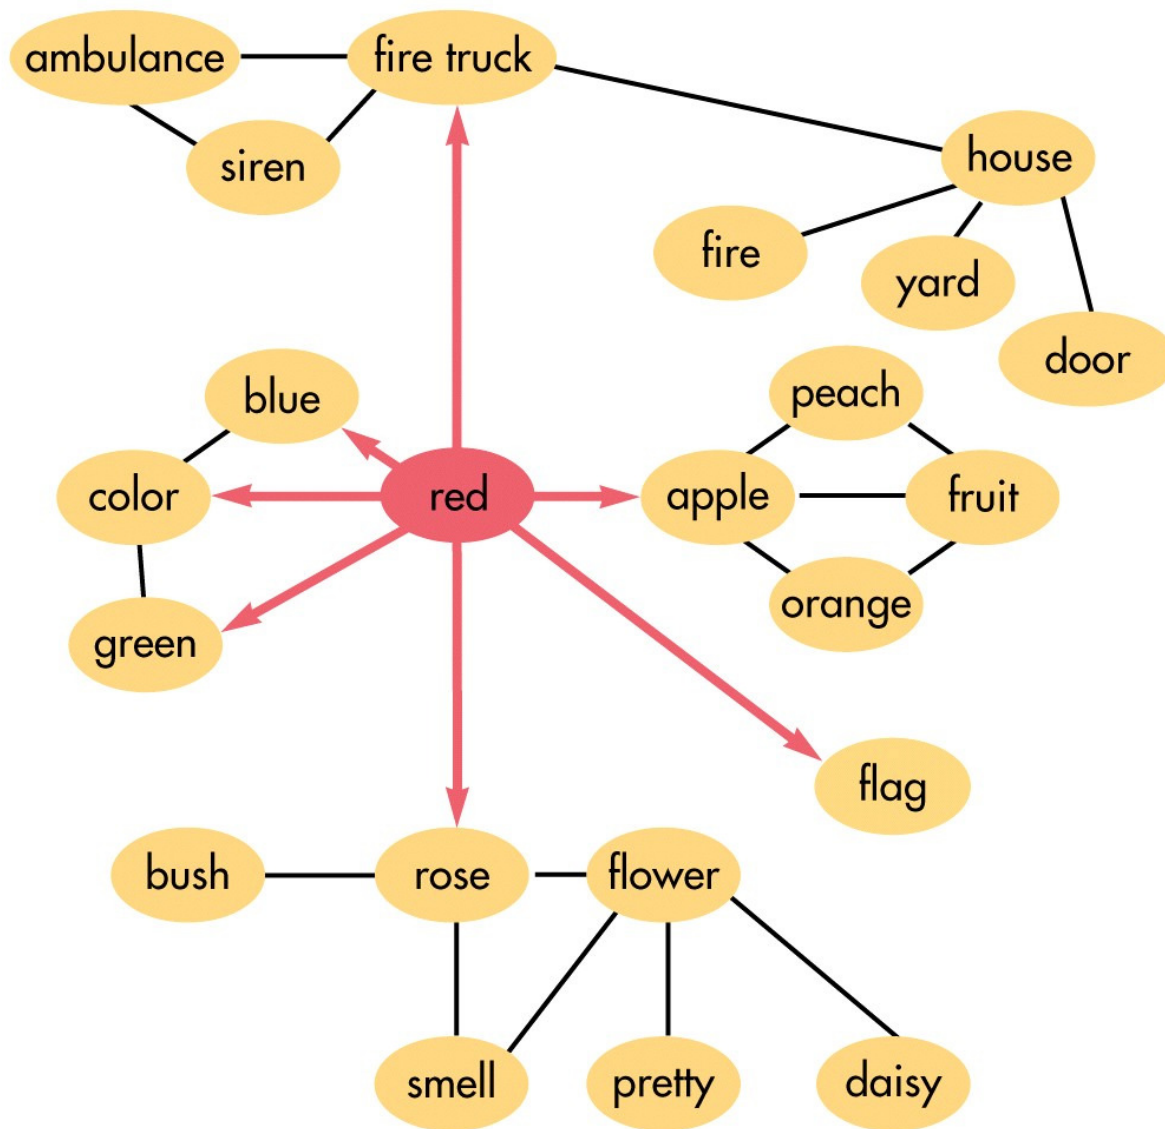 ambulance
fire truck
siren
house
fire
yard
door
blue
peach
color
red
apple
fruit
green
orange
flag
bush
rose
flower
smell
pretty
daisy